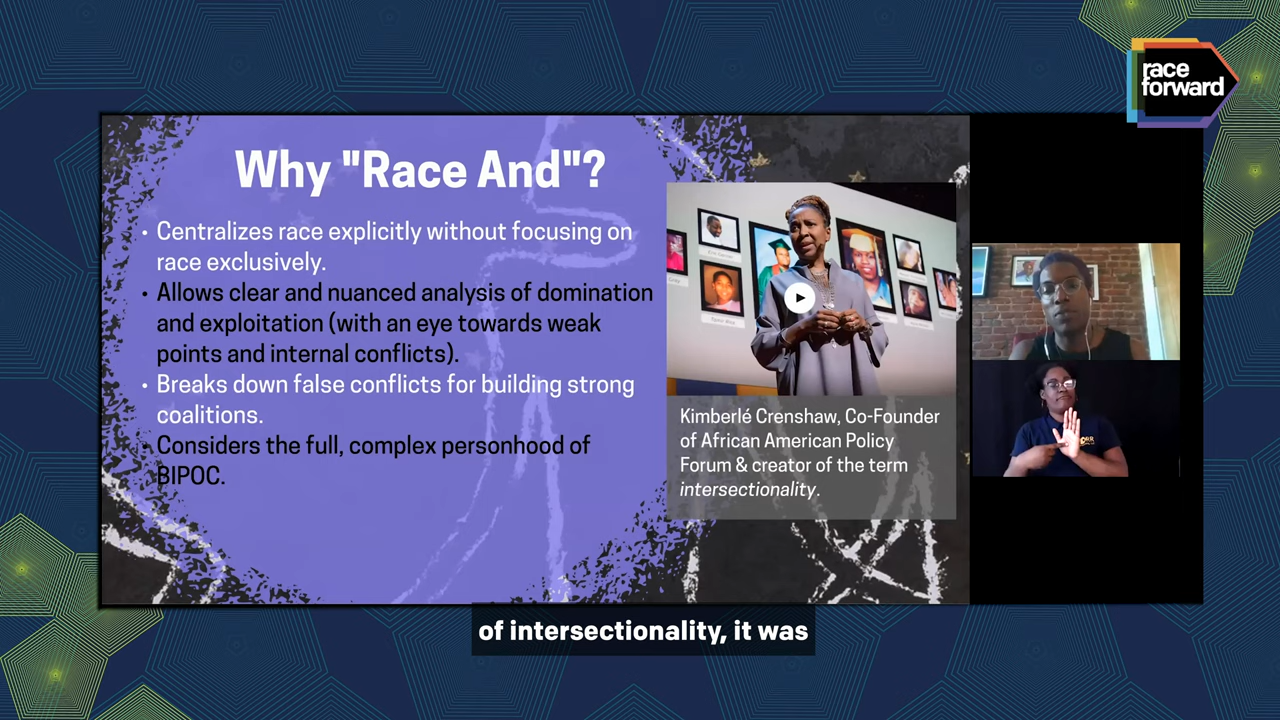 race
forward
Why "Race And"?
• Centralizes race explicitly without focusing on
race exclusively.
• Allows clear and nuanced analysis of domination
and exploitation (with an eye towards weak
points and internal conflicts).
• Breaks down false conflicts for building strong
coalitions.
• Considers the full, complex personhood of
BIPOC.
Kimberlé Crenshaw, Co-Founder
of African American Policy
Forum & creator of the term
intersectionality.
of intersectionality, it was